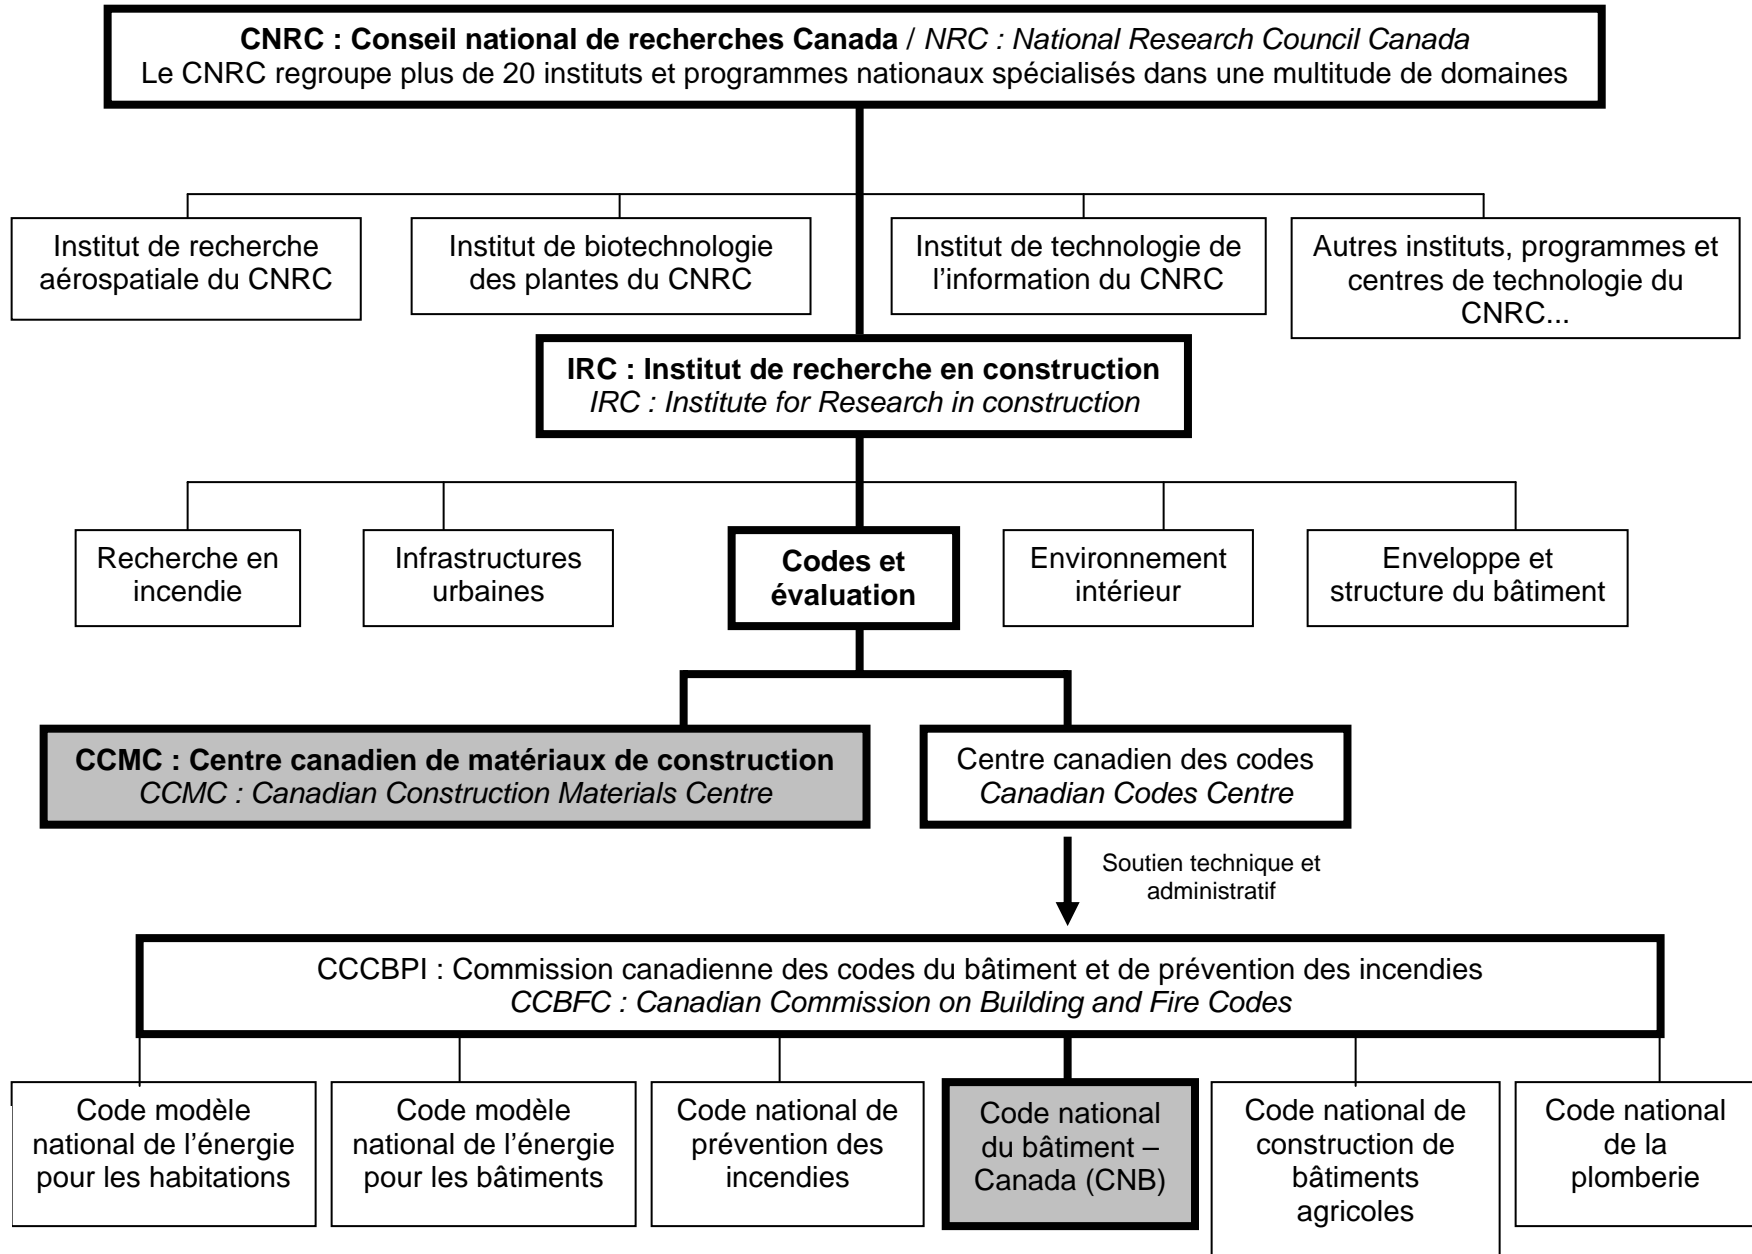 CNRC : Conseil national de recherches Canada / NRC : National Research Council Canada
Le CNRC regroupe plus de 20 instituts et programmes nationaux spécialisés dans une multitude de domaines
Institut de recherche
aérospatiale du CNRC
Institut de biotechnologie
des plantes du CNRC
Institut de technologie de
l’information du CNRC
Autres instituts, programmes et
centres de technologie du
CNRC...
IRC : Institut de recherche en construction
IRC : Institute for Research in construction
Recherche en
incendie
Infrastructures
urbaines
Codes et
évaluation
Environnement
intérieur
Enveloppe et
structure du bâtiment
CCMC : Centre canadien de matériaux de construction
CCMC : Canadian Construction Materials Centre
Centre canadien des codes
Canadian Codes Centre
Soutien technique et
administratif
CCCBPI : Commission canadienne des codes du bâtiment et de prévention des incendies
CCBFC : Canadian Commission on Building and Fire Codes
Code modèle
national de l’énergie
pour les habitations
Code modèle
national de l’énergie
pour les bâtiments
Code national de
prévention des
incendies
Code national
du bâtiment –
Canada (CNB)
Code national de
construction de
bâtiments
agricoles
Code national
de la
plomberie